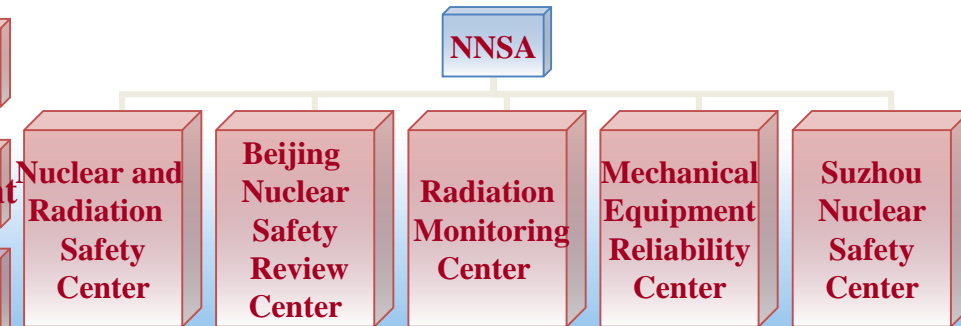 NNSA
Nuclear and
Radiation
Safety
Center
Beijing
Nuclear
Safety
Review
Center
Radiation
Monitoring
Center
Mechanical
Equipment
Reliability
Center
Suzhou
Nuclear
Safety
Center